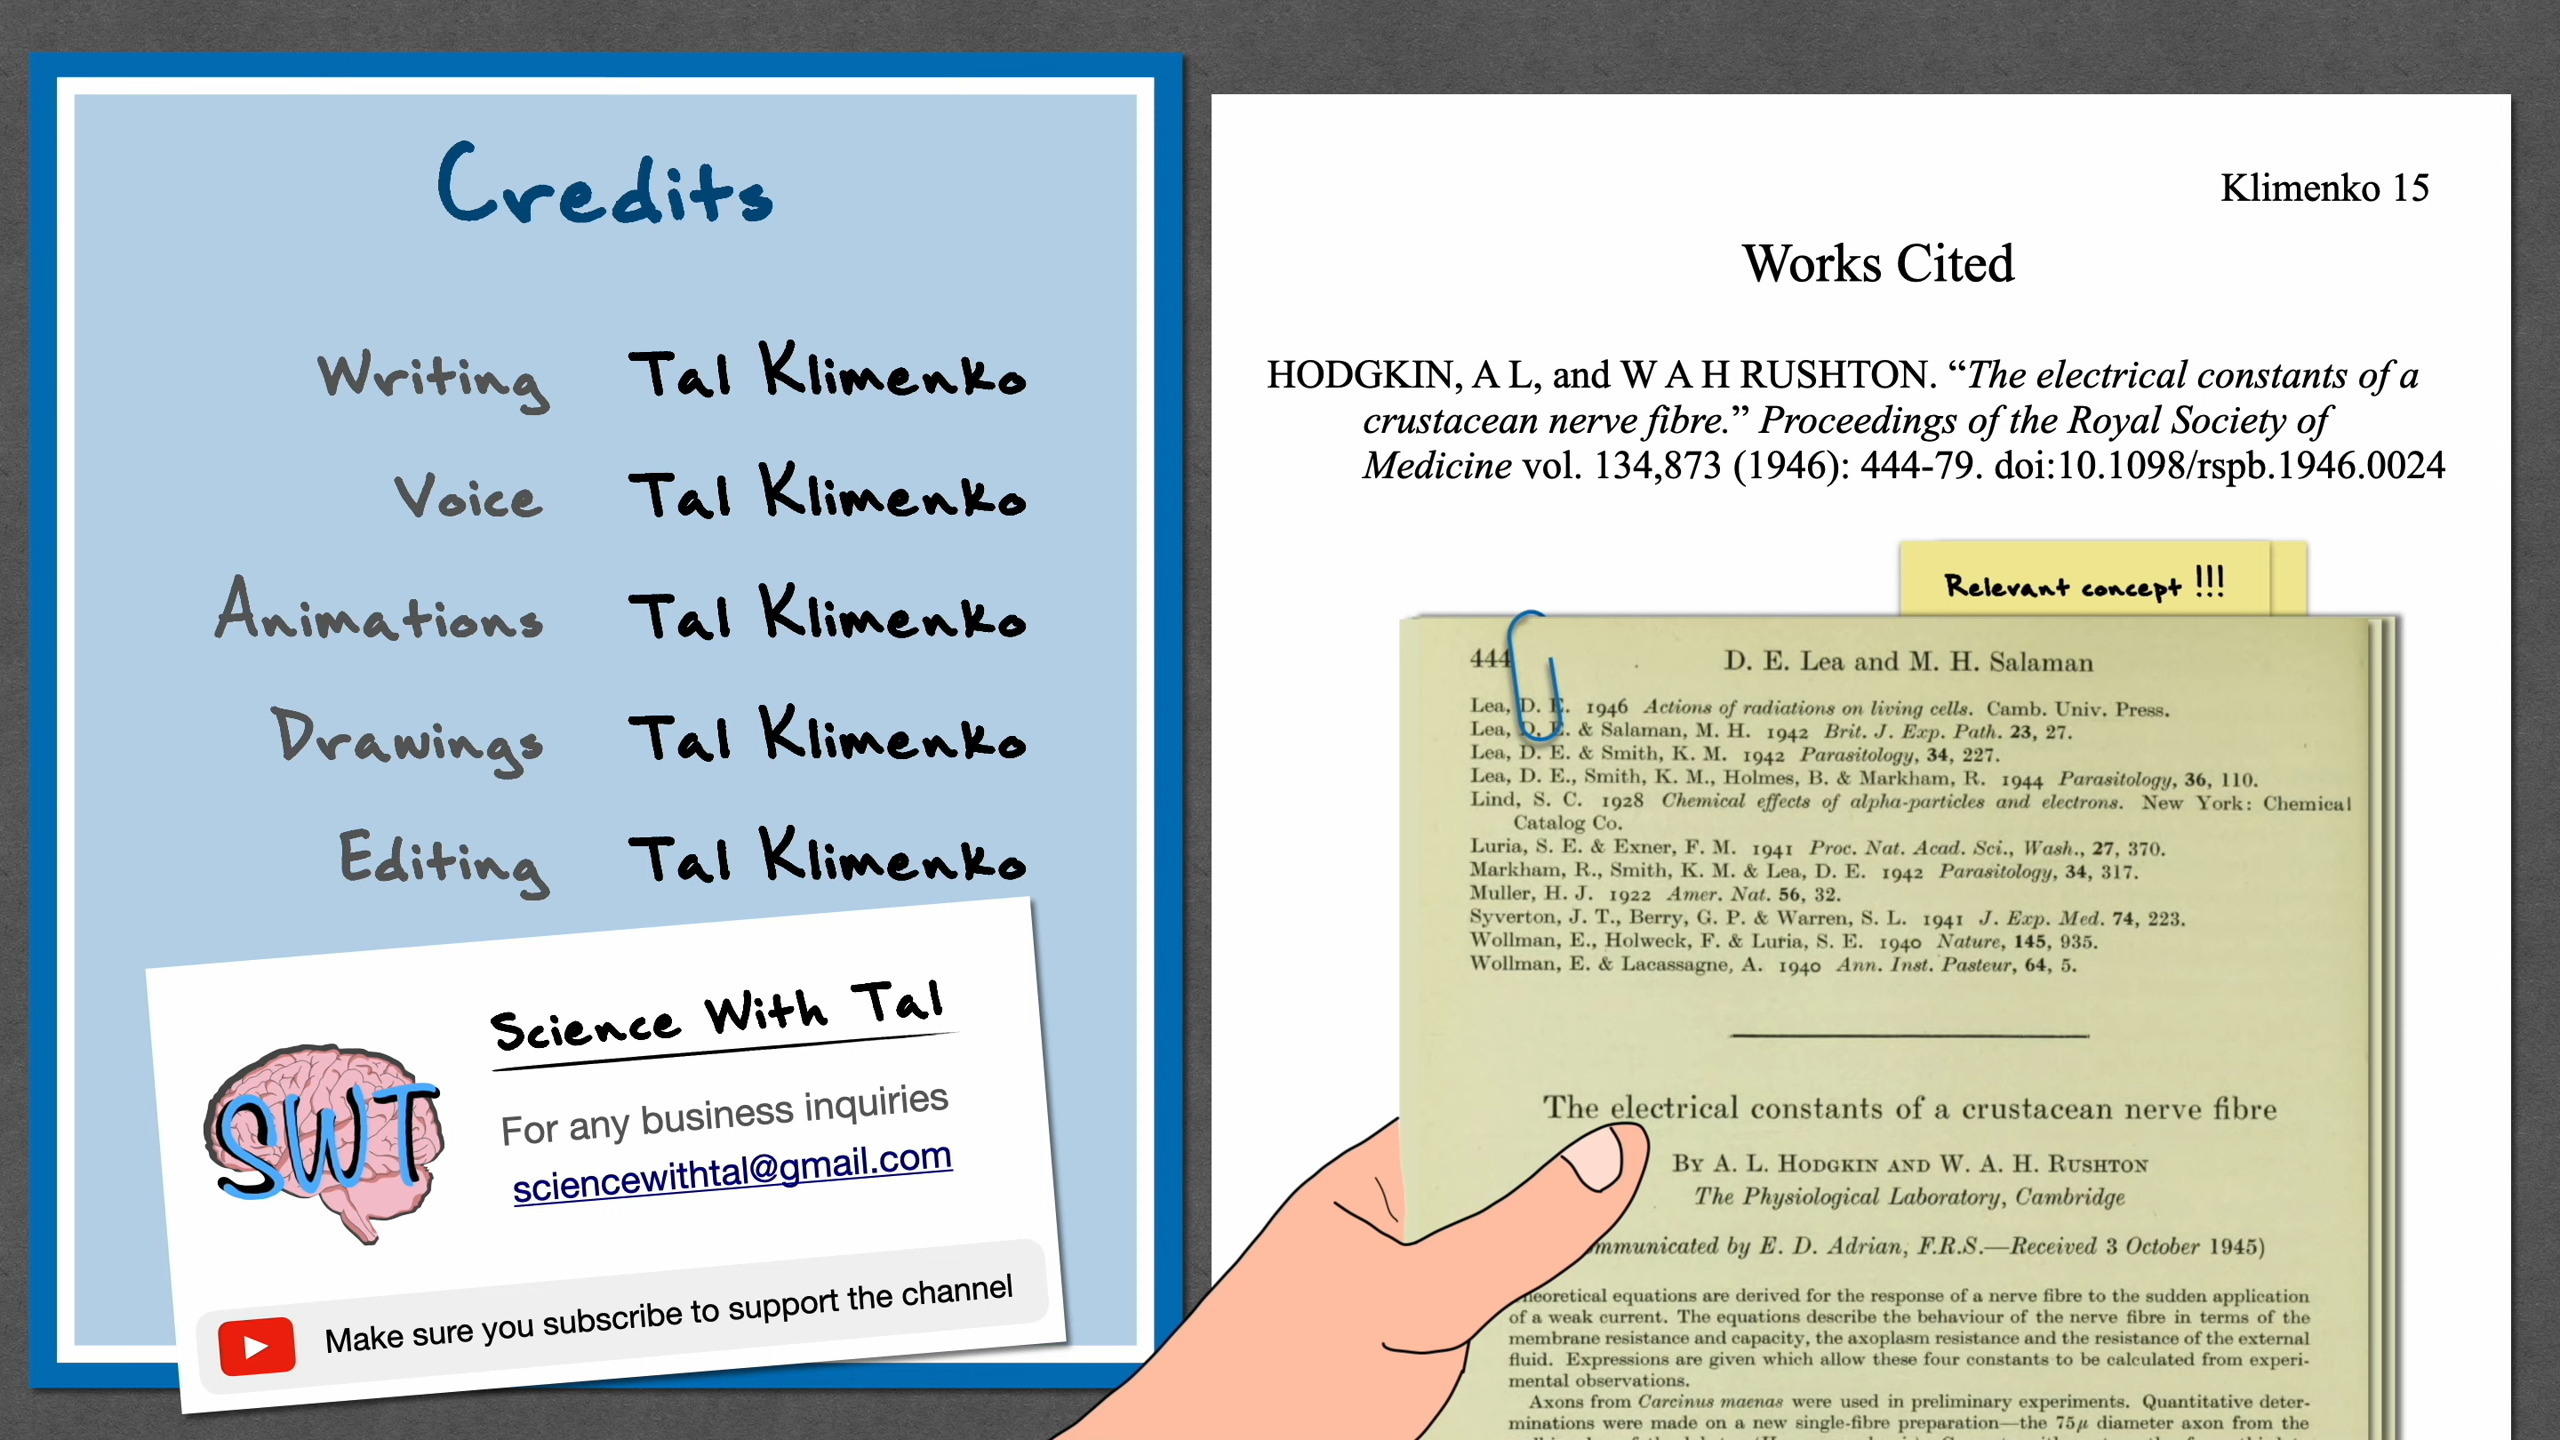 Credits
Writing Tal Klimenko
Voice Tal Klimenko
Animations Tal Klimenko
Drawings Tal Klimenko
Editing Tal Klimenko
SWT
Science With Tal
For any business inquiries
sciencewithtal@gmail.com
Make sure you subscribe to support the channel
Klimenko 15
Works Cited
HODGKIN, A L, and W A H RUSHTON. “The electrical constants of a
crustacean nerve fibre.” Proceedings of the Royal Society of
Medicine vol. 134,873 (1946): 444-79. doi:10.1098/rspb.1946.0024
Relevant concept !!!
444 D. E. Lea and M. H. Salaman
Lea, D. E. 1946 Actions of radiations on living cells. Camb. Univ. Press.
Lea, D. E. & Salaman, M. H. 1942 Brit. J. Exp. Path. 23, 27.
Lea, D. E. & Smith, K. M. 1942 Parasitology, 34, 227.
Lea, D. E., Smith, K. M., Holmes, B. & Markham, R. 1944 Parasitology, 36, 110.
Lind, S. C. 1928 Chemical effects of alpha-particles and electrons. New York: Chemical
Catalog Co.
Luria, S. E. & Exner, F. M. 1941 Proc. Nat. Acad. Sci., Wash., 27, 370.
Markham, R., Smith, K. M. & Lea, D. E. 1942 Parasitology, 34, 317.
Muller, H. J. 1922 Amer. Nat. 56, 32.
Syverton, J. T., Berry, G. P. & Warren, S. L. 1941 J. Exp. Med. 74, 223.
Wollman, E., Holweck, F. & Luria, S. E. 1940 Nature, 145, 935.
Wollman, E. & Lacassagne, A. 1940 Ann. Inst. Pasteur, 64, 5.
The electrical constants of a crustacean nerve fibre
By A. L. Hodgkin and W. A. H. Rushton
The Physiological Laboratory, Cambridge
mmunicated by E. D. Adrian, F.R.S.—Received 3 October 1945)
eoretical equations are derived for the response of a nerve fibre to the sudden application
of a weak current. The equations describe the behaviour of the nerve fibre in terms of the
membrane resistance and capacity, the axoplasm resistance and the resistance of the external
fluid. Expressions are given which allow these four constants to be calculated from experi-
mental observations.
Axons from Carcinus maenas were used in preliminary experiments. Quantitative deter-
minations were made on a new single-fibre preparation—the 75μ diameter axon from the